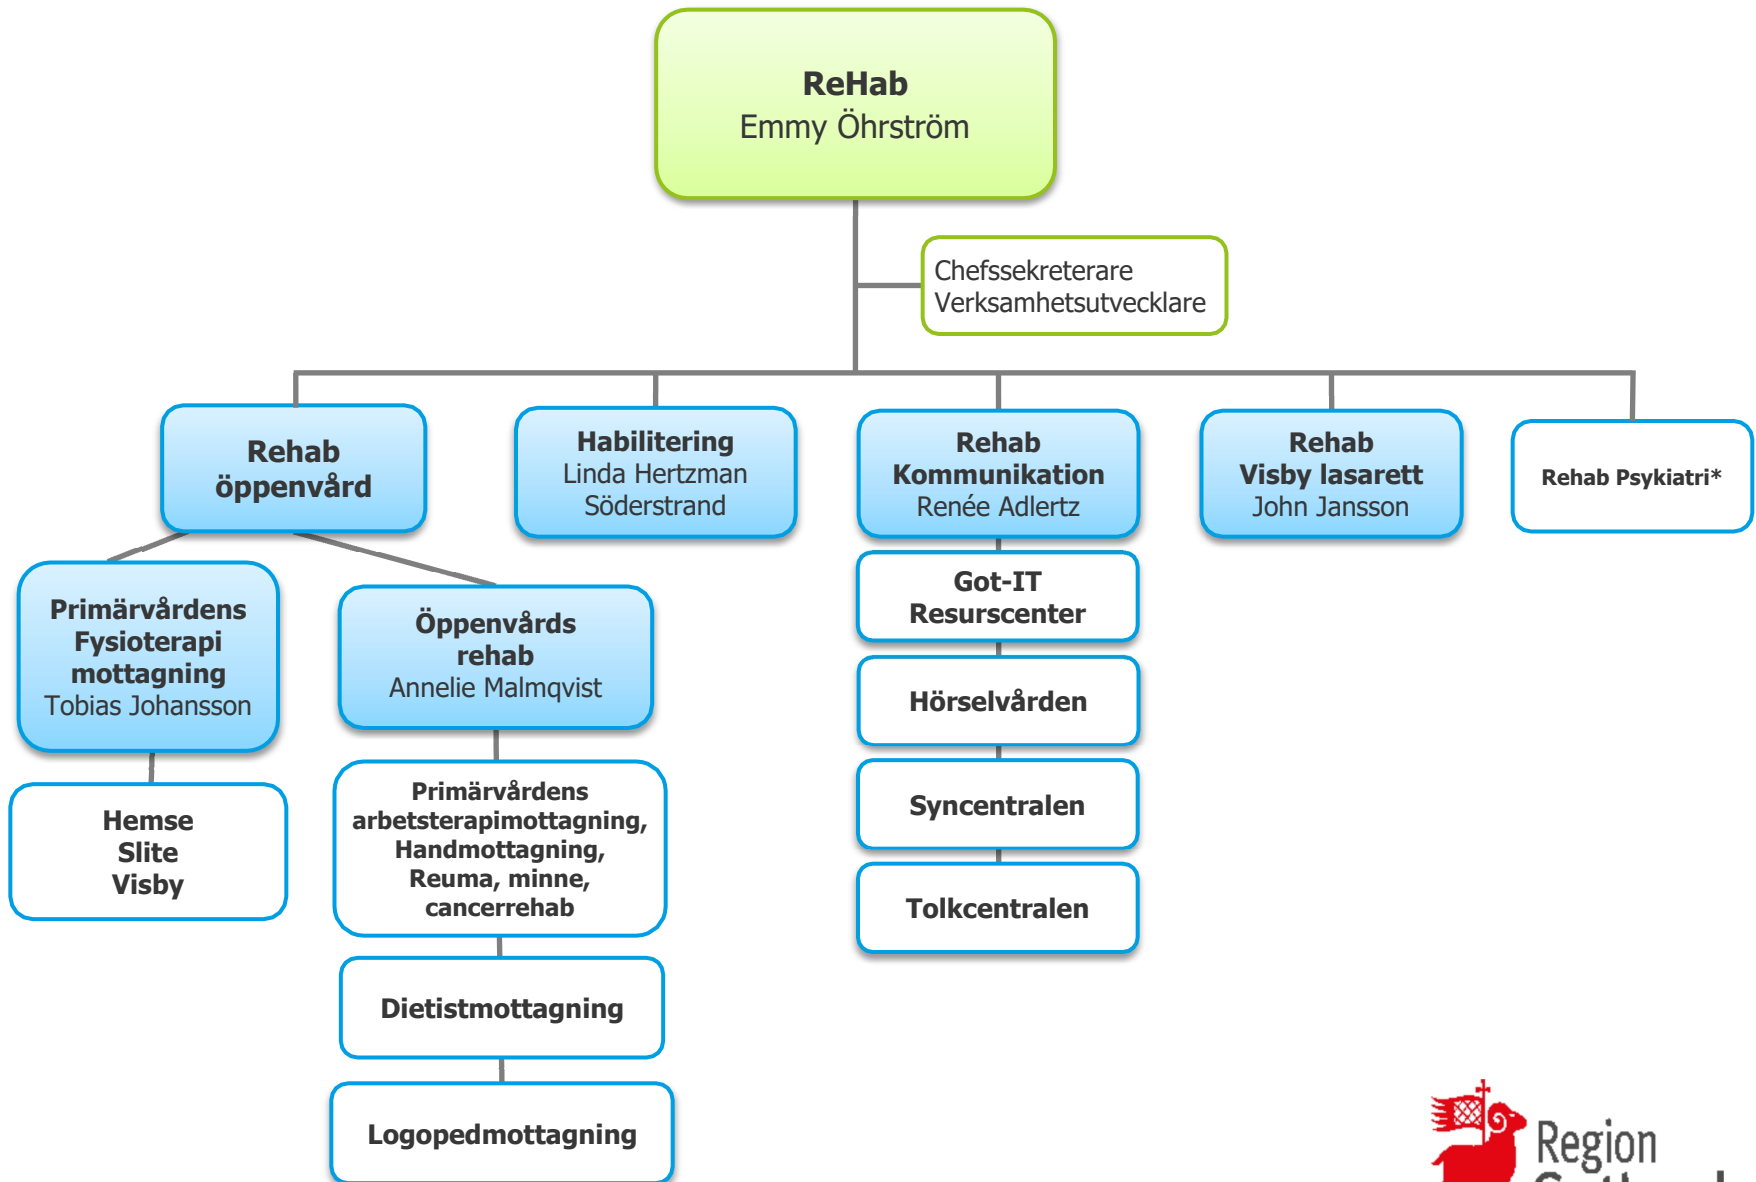 ReHab
Emmy Öhrström
Chefssekreterare
Verksamhetsutvecklare
Rehab
öppenvård
Habilitering
Linda Hertzman
Söderstrand
Rehab
Kommunikation
Renée Adlertz
Rehab
Visby lasarett
John Jansson
Rehab Psykiatri*
Primärvårdens
Fysioterapi
mottagning
Tobias Johansson
Öppenvårds
rehab
Annelie Malmqvist
Got-IT
Resurscenter
Hörselvården
Syncentralen
Tolkcentralen
Hemse
Slite
Visby
Primärvårdens
arbetsterapimottagning,
Handmottagning,
Reuma, minne,
cancerrehab
Dietistmottagning
Logopedmottagning
Region